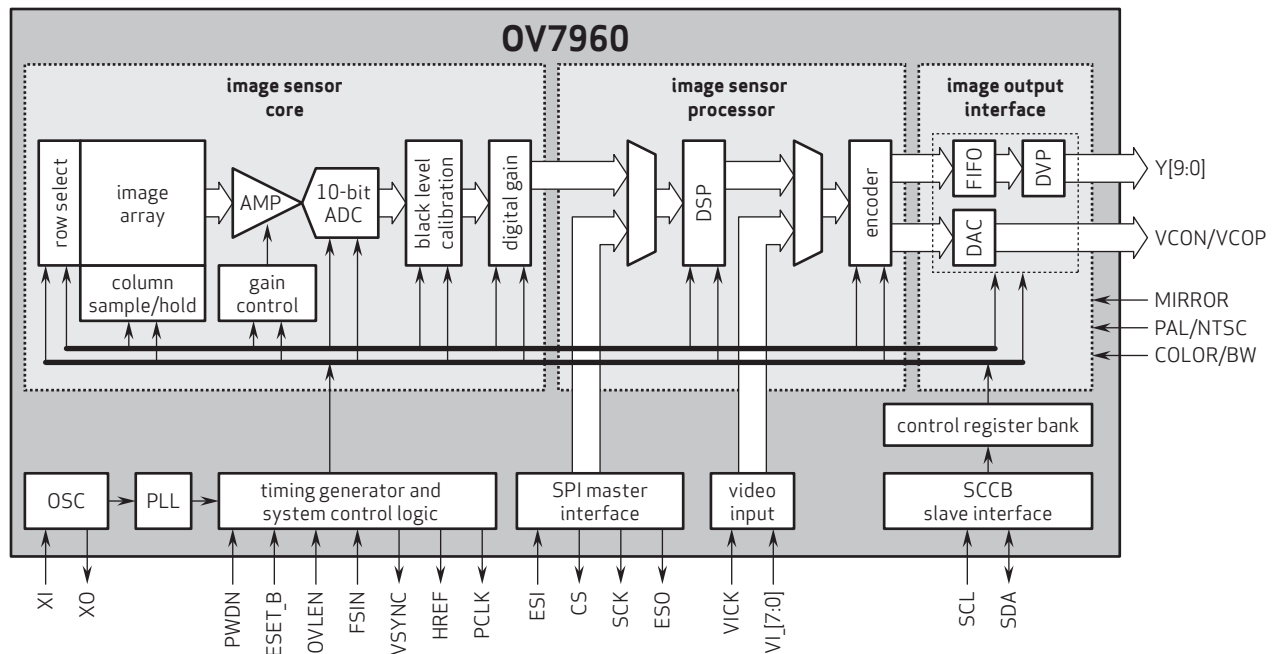 OV7960
image sensor
core
image sensor
processor
image output
interface
row select
image
array
AMP
10-bit
ADC
black level
calibration
digital gain
DSP
encoder
FIFO
DVP
Y[9:0]
DAC
VCON/VCOP
column
sample/hold
gain
control
MIRROR
PAL/NTSC
COLOR/BW
control register bank
OSC
PLL
timing generator and
system control logic
SPI master
interface
video
input
SCCB
slave interface
XI
XO
PWDN
ESET_B
OVLEN
FSIN
VSYNC
HREF
PCLK
ESI
CS
SCK
ESO
VICK
VI_[7:0]
SCL
SDA